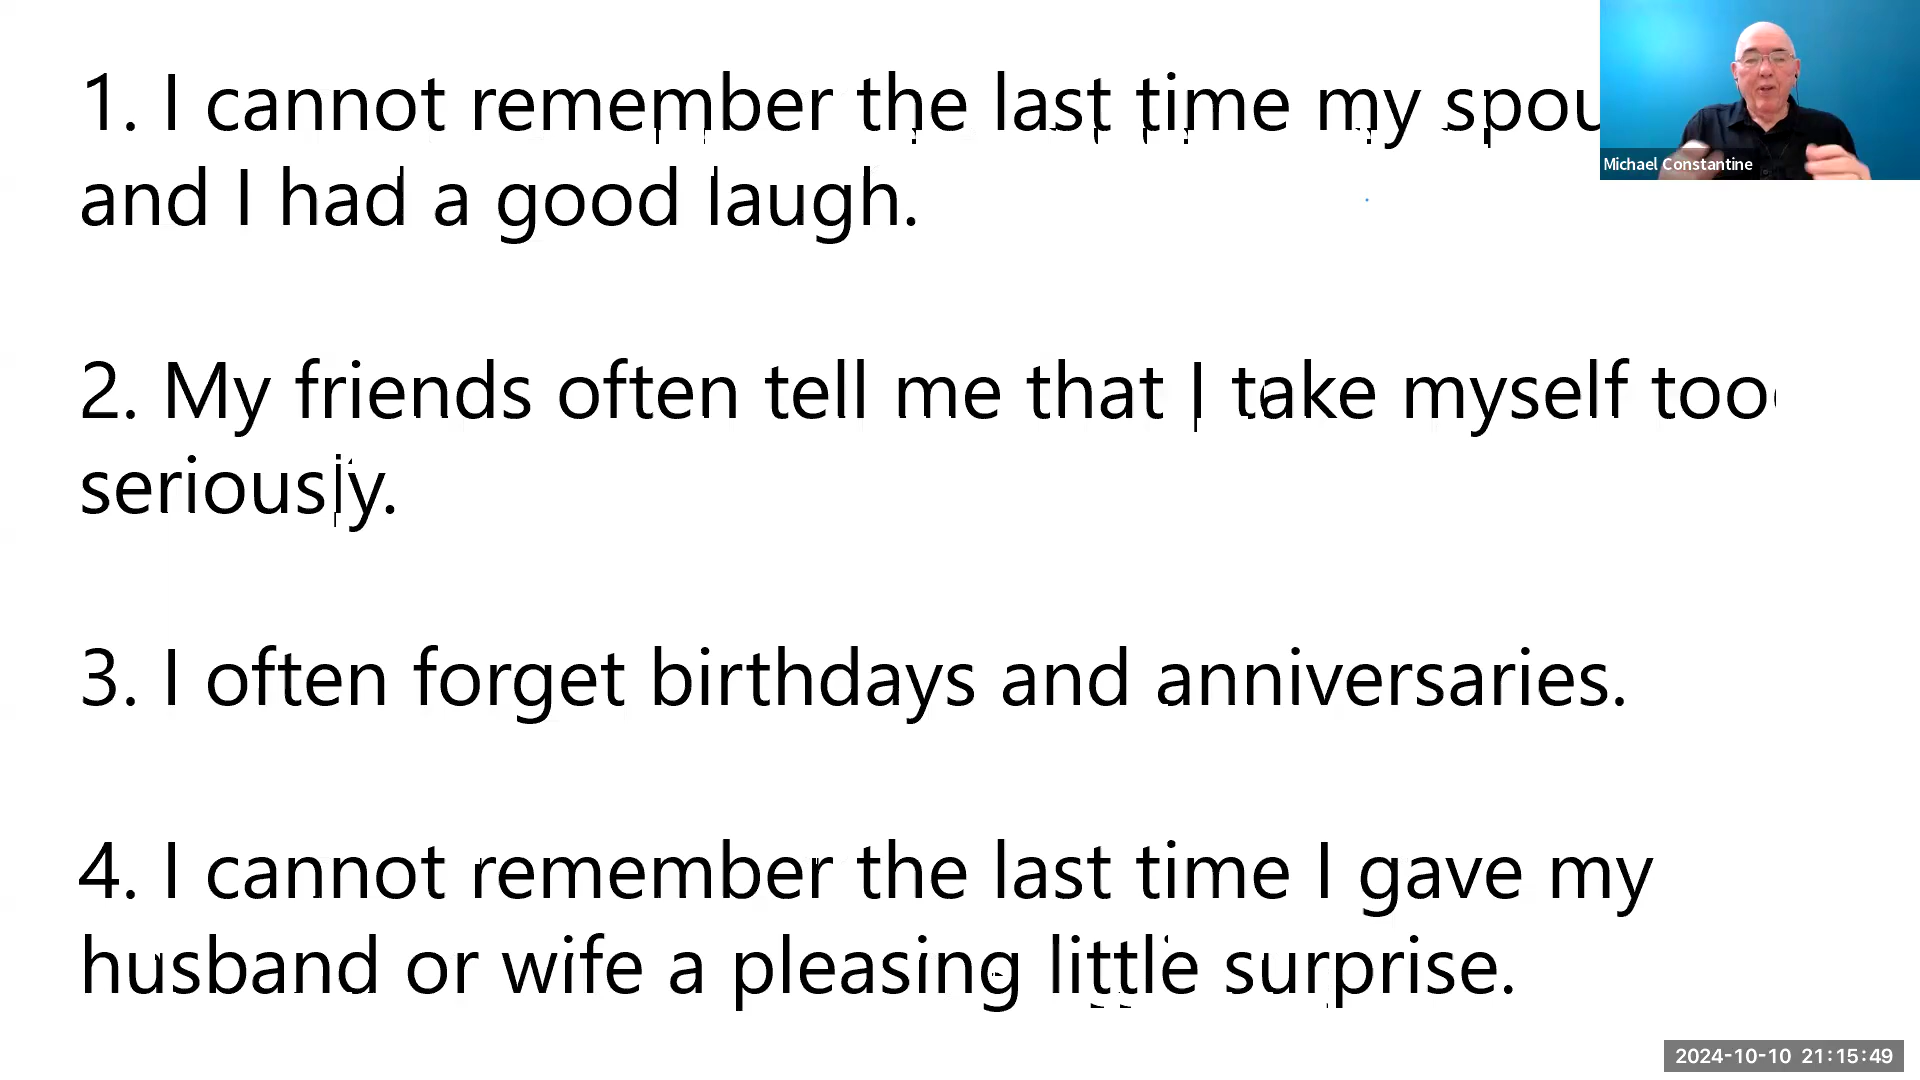 1. I cannot remember the last time my spou
Michael Constantine
and I had a good laugh.
2. My friends often tell me that I take myself too
seriously.
3. I often forget birthdays and anniversaries.
4. I cannot remember the last time I gave my
husband or wife a pleasing little surprise.
2024-10-10 21:15:49